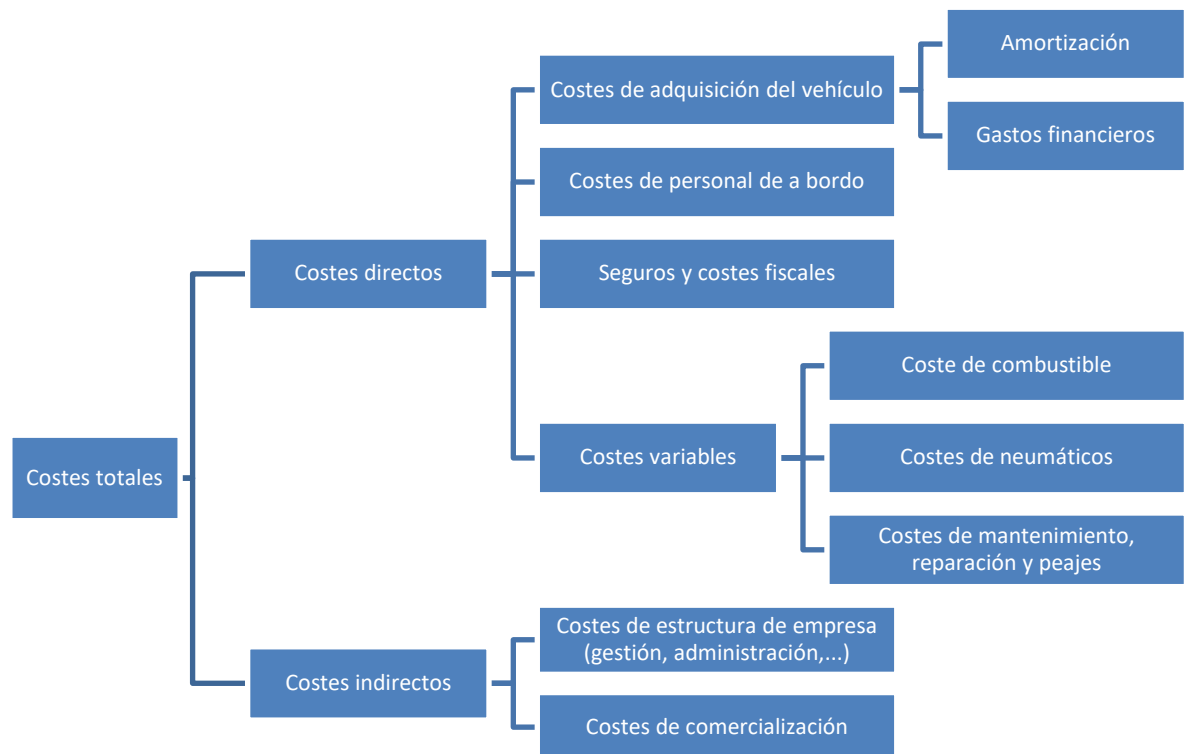 Amortización
Costes de adquisición del vehículo
Gastos financieros
Costes de personal de a bordo
Costes directos
Seguros y costes fiscales
Coste de combustible
Costes totales
Costes variables
Costes de neumáticos
Costes de mantenimiento,
reparación y peajes
Costes de estructura de empresa
(gestión, administración,...)
Costes indirectos
Costes de comercialización